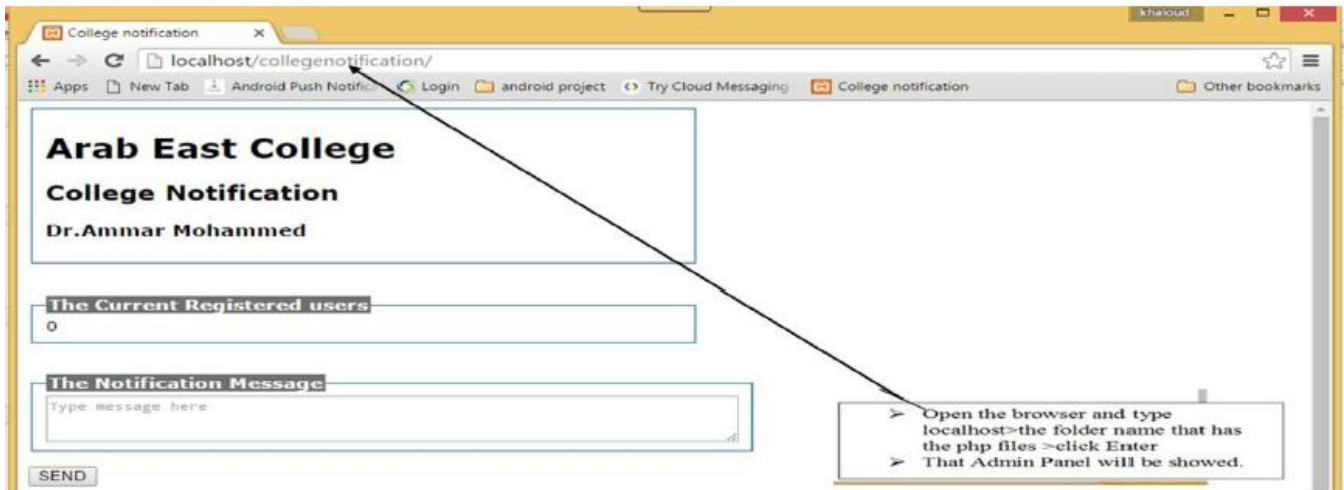 khaloud
College notification
localhost/collegenotification/
Apps New Tab Android Push Notific Login android project Try Cloud Messaging College notification Other bookmarks
Arab East College
College Notification
Dr.Ammar Mohammed
The Current Registered users
0
The Notification Message
Type message here
SEND
➢ Open the browser and type
localhost>the folder name that has
the php files >click Enter
➢ That Admin Panel will be showed.